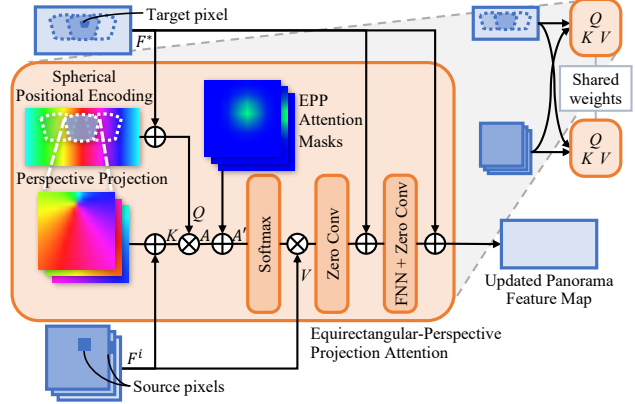 Target pixel
F*
Spherical
Positional Encoding
EPP
Attention
Masks
Perspective Projection
Q
K
A
A′
Softmax
V
Zero Conv
FNN + Zero Conv
Equirectangular-Perspective
Projection Attention
F^i
Source pixels
Updated Panorama
Feature Map
Q
K V
Shared
weights
Q
K V